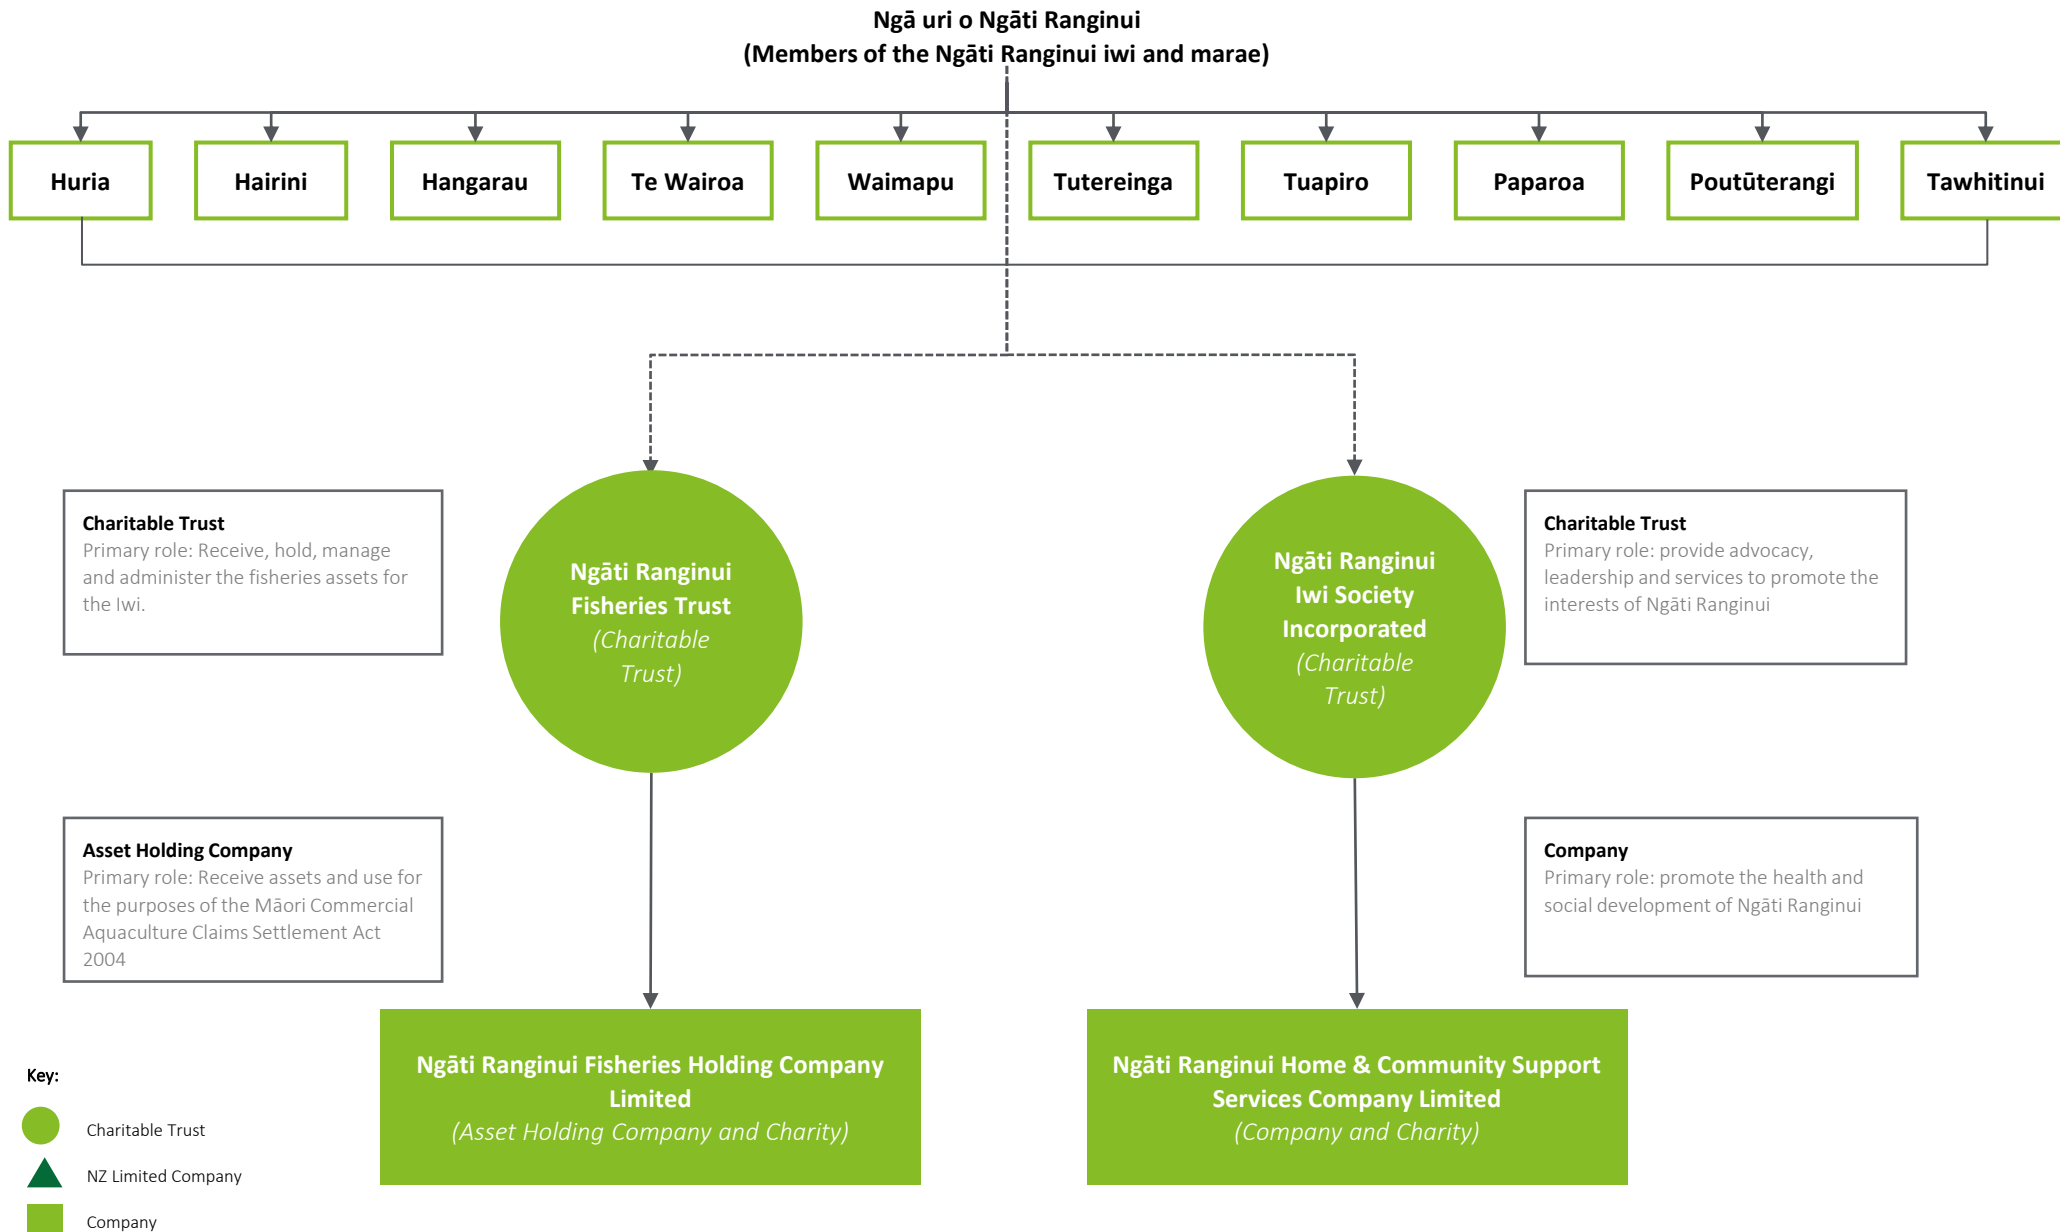 Ngā uri o Ngāti Ranginui
(Members of the Ngāti Ranginui iwi and marae)
Huria
Hairini
Hangarau
Te Wairoa
Waimapu
Tutereinga
Tuapiro
Paparoa
Poutūterangi
Tawhitinui
Charitable Trust
Primary role: Receive, hold, manage
and administer the fisheries assets for
the Iwi.
Ngāti Ranginui
Fisheries Trust
(Charitable
Trust)
Ngāti Ranginui
Iwi Society
Incorporated
(Charitable
Trust)
Charitable Trust
Primary role: provide advocacy,
leadership and services to promote the
interests of Ngāti Ranginui
Asset Holding Company
Primary role: Receive assets and use for
the purposes of the Māori Commercial
Aquaculture Claims Settlement Act
2004
Company
Primary role: promote the health and
social development of Ngāti Ranginui
Ngāti Ranginui Fisheries Holding Company
Limited
(Asset Holding Company and Charity)
Ngāti Ranginui Home & Community Support
Services Company Limited
(Company and Charity)
Key:
Charitable Trust
NZ Limited Company
Company